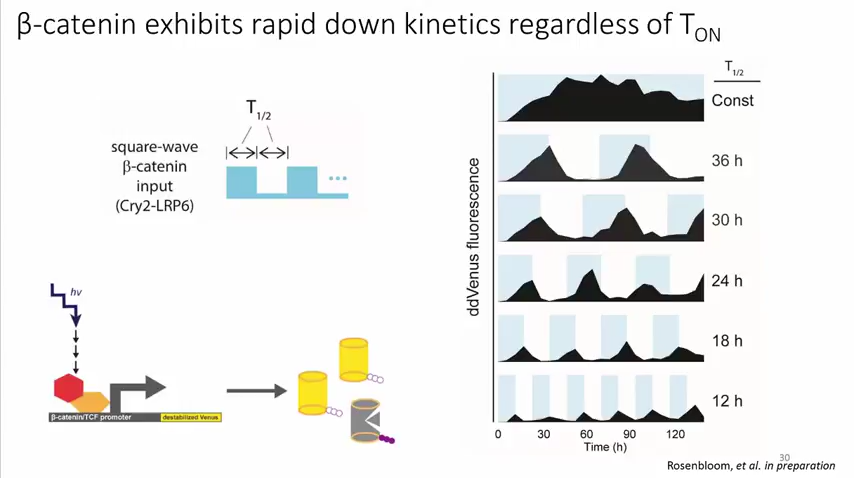 β-catenin exhibits rapid down kinetics regardless of TON
T1/2
square-wave
β-catenin
input
(Cry2-LRP6)
hν
β-catenin/TCF promoter
destabilized Venus
ddVenus fluorescence
T1/2
Const
36 h
30 h
24 h
18 h
12 h
0 30 60 90 120
Time (h)
30
Rosenbloom, et al. in preparation